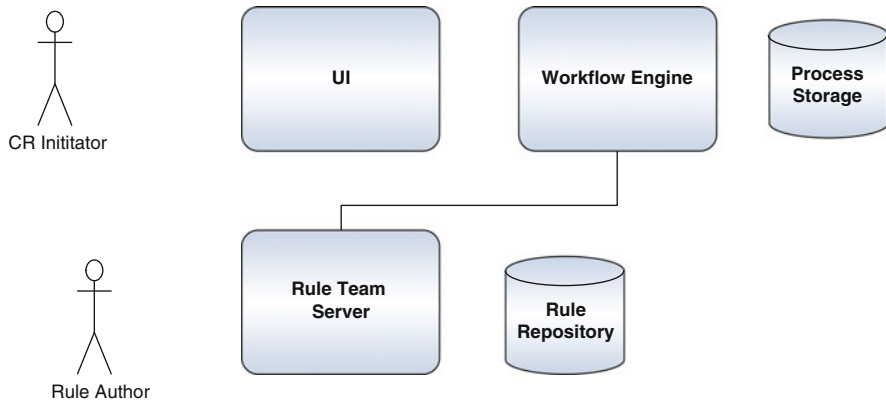 UI
Workflow Engine
Process
Storage
CR Inititator
Rule Team
Server
Rule
Repository
Rule Author